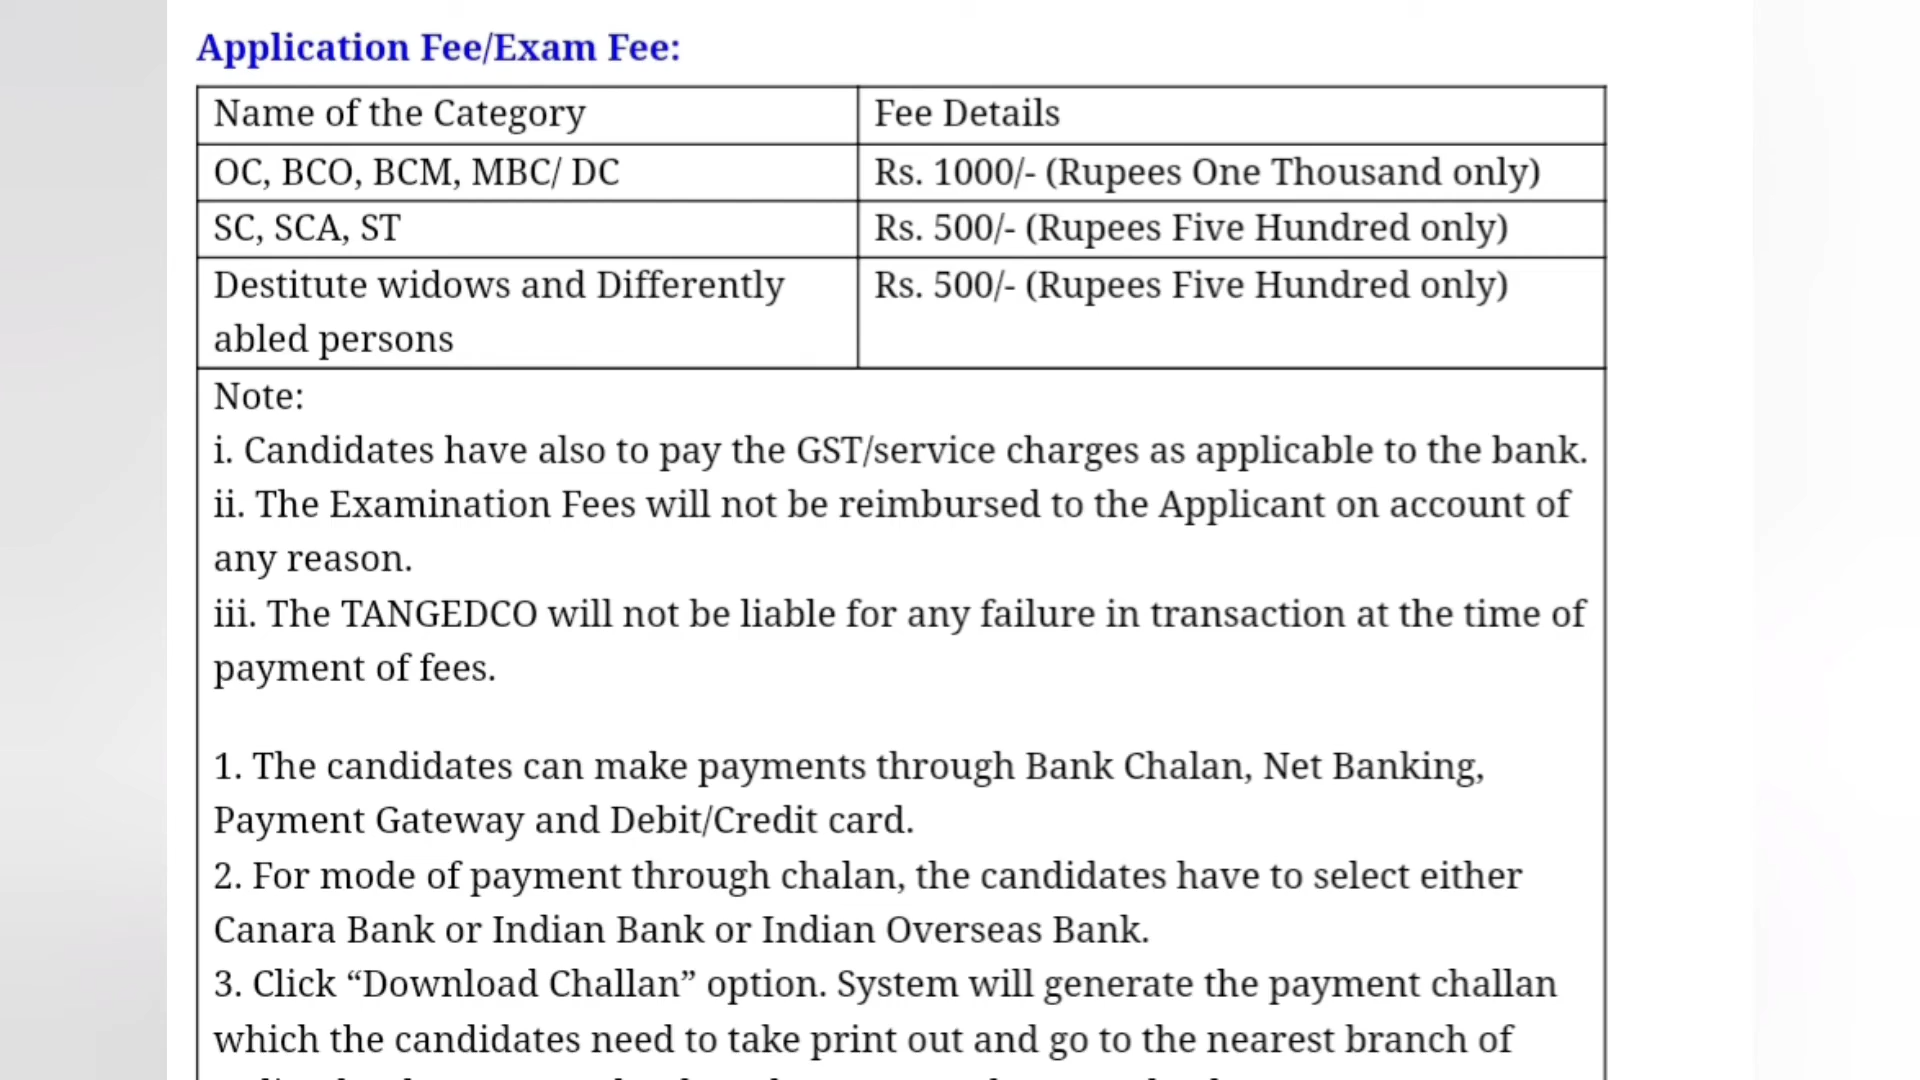 Application Fee/Exam Fee:
Name of the Category
Fee Details
OC, BCO, BCM, MBC/ DC
Rs. 1000/- (Rupees One Thousand only)
SC, SCA, ST
Rs. 500/- (Rupees Five Hundred only)
Destitute widows and Differently
abled persons
Rs. 500/- (Rupees Five Hundred only)
Note:
i. Candidates have also to pay the GST/service charges as applicable to the bank.
ii. The Examination Fees will not be reimbursed to the Applicant on account of
any reason.
iii. The TANGEDCO will not be liable for any failure in transaction at the time of
payment of fees.
1. The candidates can make payments through Bank Chalan, Net Banking,
Payment Gateway and Debit/Credit card.
2. For mode of payment through chalan, the candidates have to select either
Canara Bank or Indian Bank or Indian Overseas Bank.
3. Click “Download Challan” option. System will generate the payment challan
which the candidates need to take print out and go to the nearest branch of